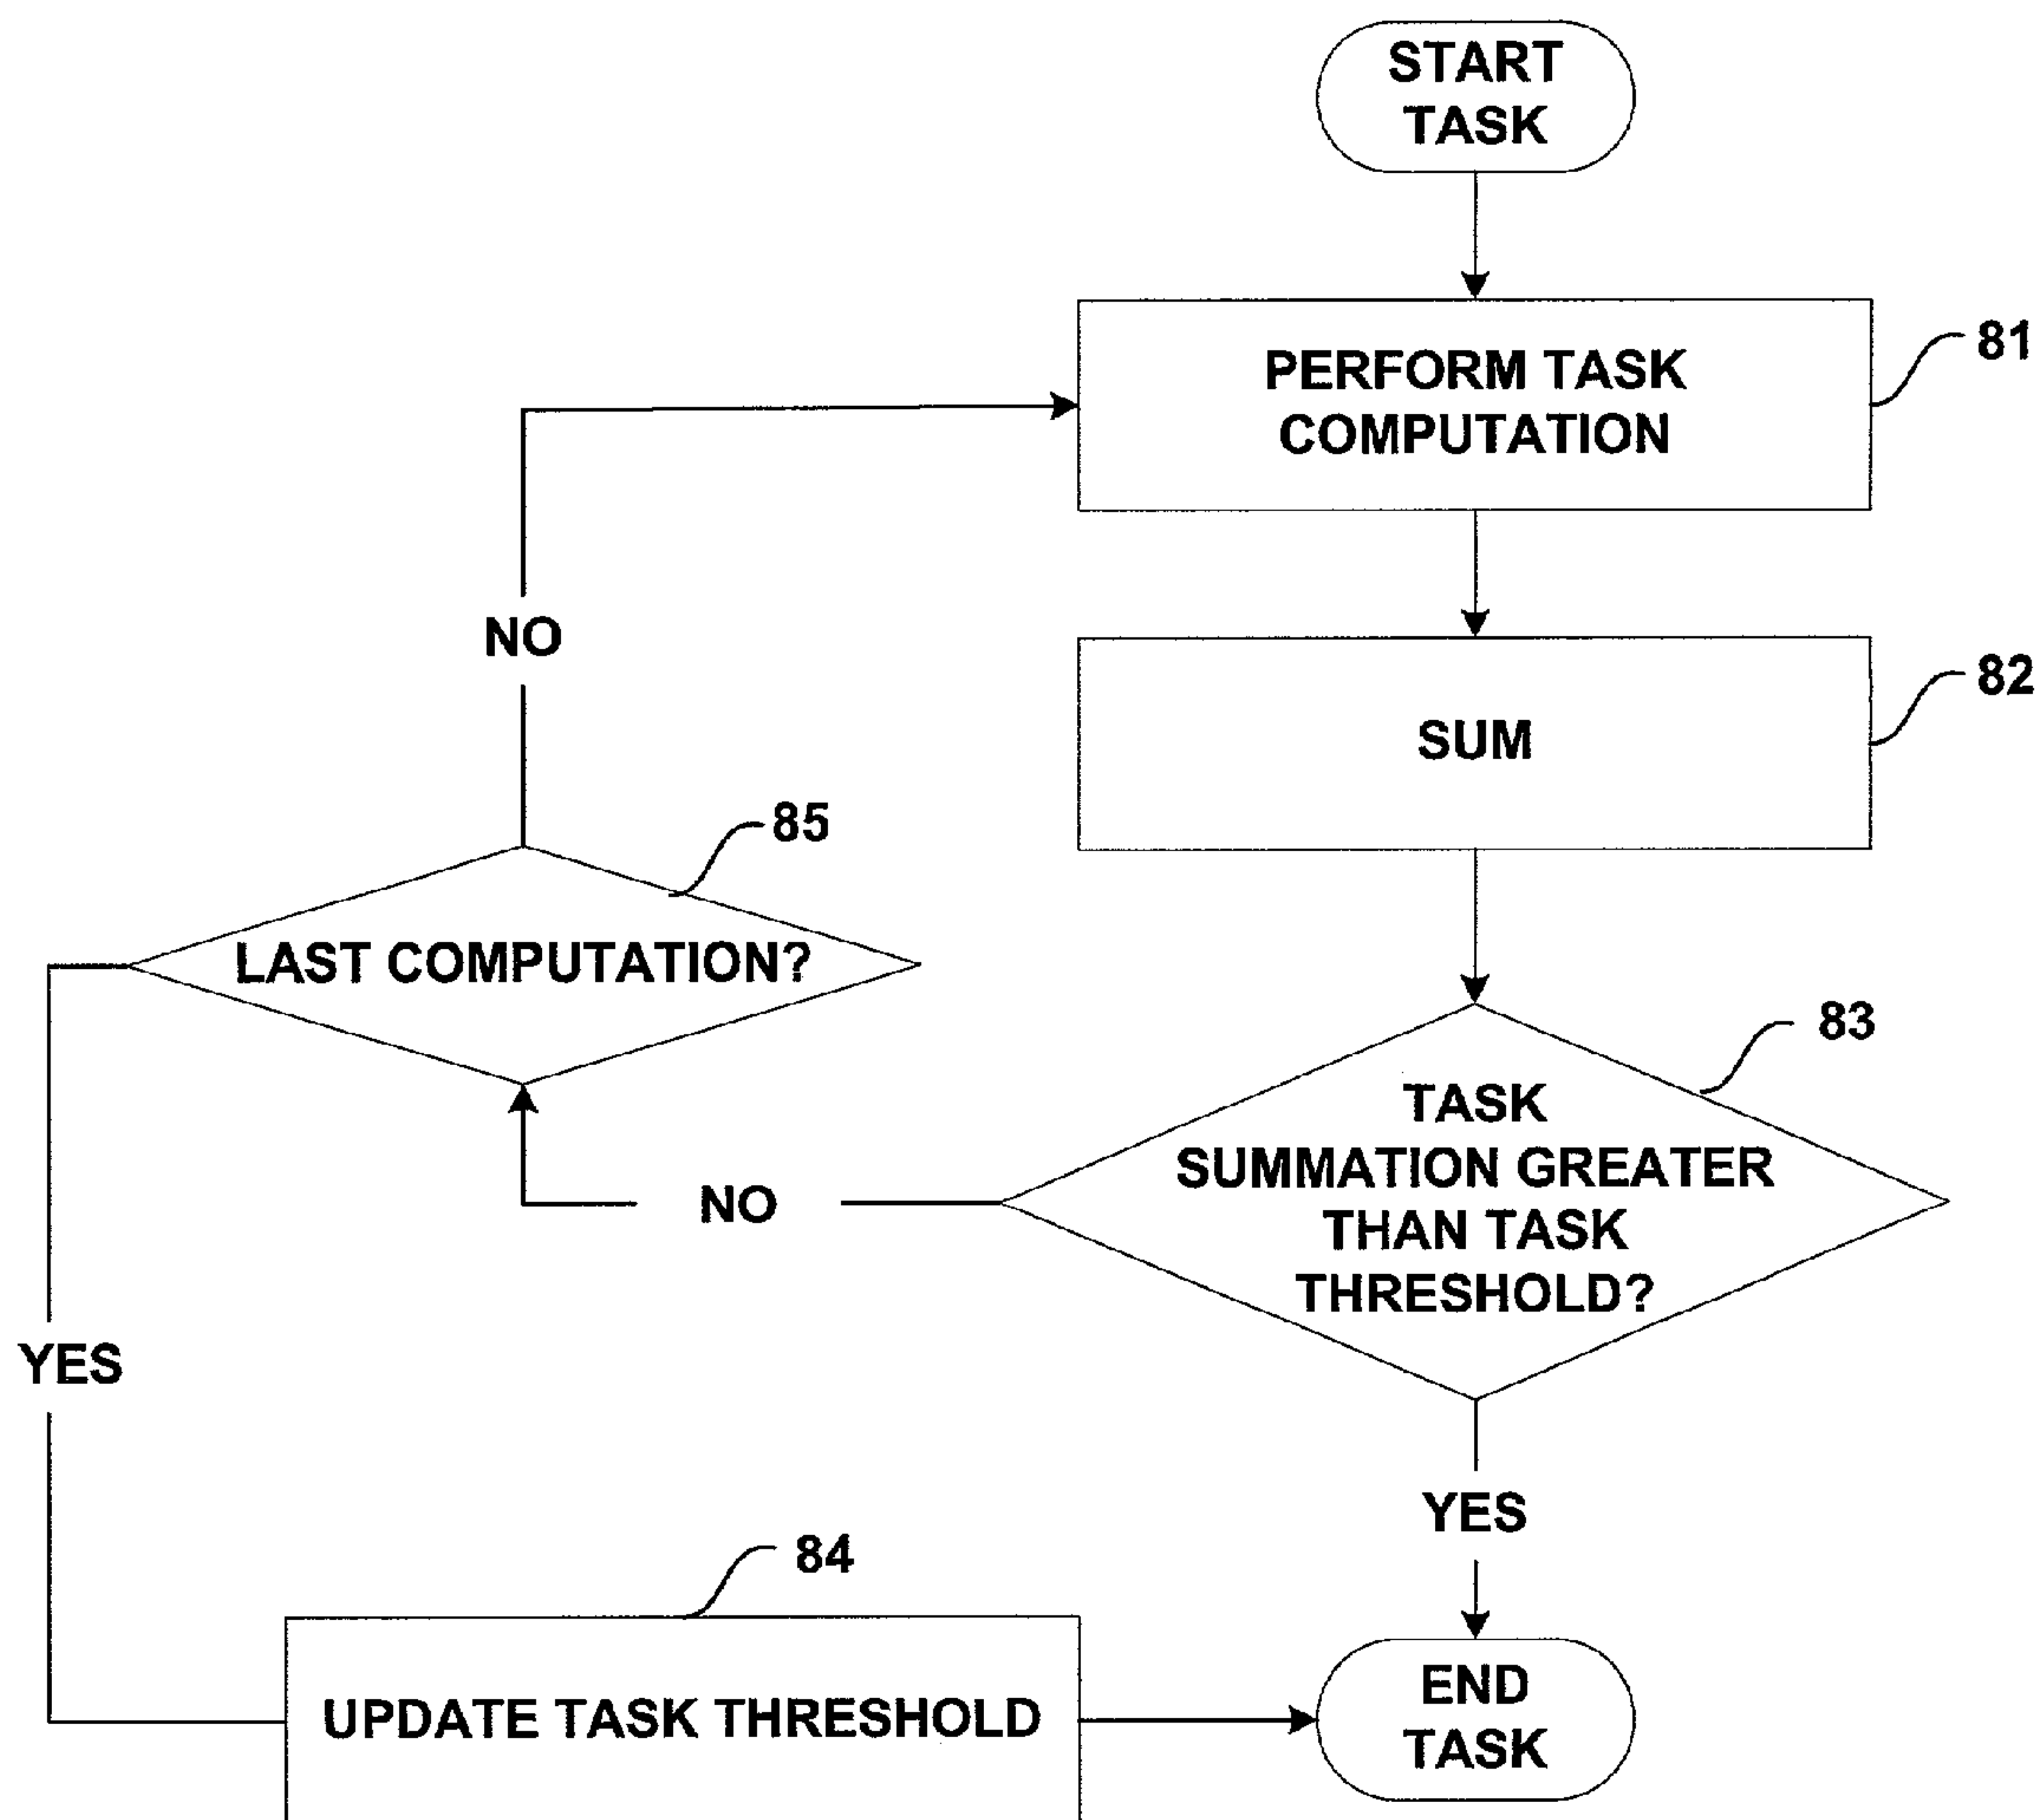 START
TASK
PERFORM TASK
COMPUTATION
81
NO
SUM
82
85
LAST COMPUTATION?
83
TASK
SUMMATION GREATER
THAN TASK
THRESHOLD?
NO
YES
YES
84
UPDATE TASK THRESHOLD
END
TASK